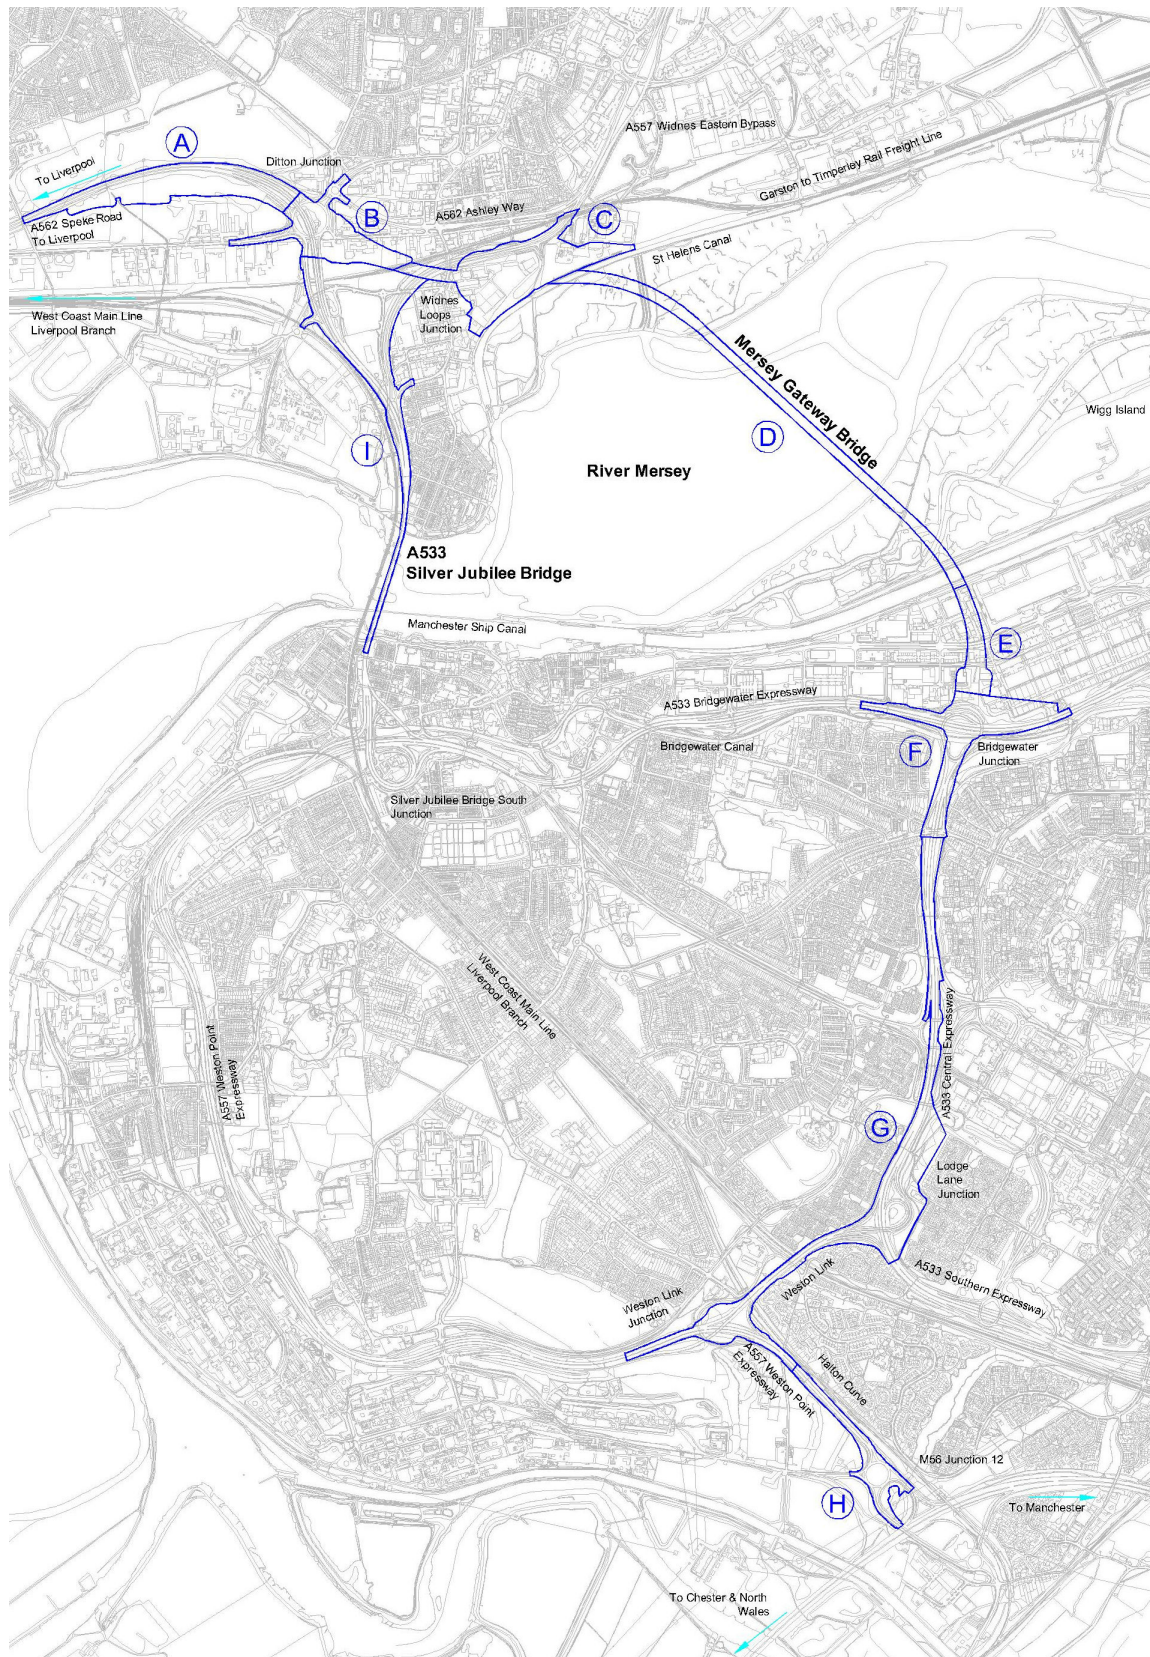 A557 Widnes Eastern Bypass
Garston to Timperley Rail Freight Line
A
Ditton Junction
To Liverpool
B
A562 Ashley Way
C
A562 Speke Road
To Liverpool
St Helens Canal
West Coast Main Line
Liverpool Branch
Widnes
Loops
Junction
Mersey Gateway Bridge
Wigg Island
D
I
River Mersey
A533
Silver Jubilee Bridge
Manchester Ship Canal
E
A533 Bridgewater Expressway
Bridgewater Canal
F
Bridgewater
Junction
Silver Jubilee Bridge South
Junction
West Coast Main Line
Liverpool Branch
A557 Weston Point
Expressway
A533 Central Expressway
G
Lodge
Lane
Junction
Weston Link
A533 Southern Expressway
Weston Link
Junction
A557 Weston Point
Expressway
Halton Curve
M56 Junction 12
H
To Manchester
To Chester & North
Wales